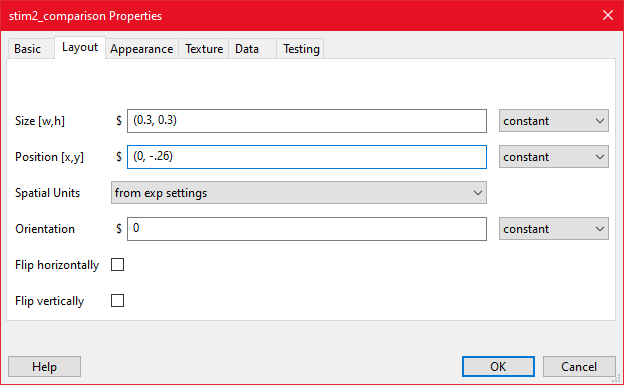 stim2_comparison Properties
Basic Layout Appearance Texture Data Testing
Size [w,h] $ (0.3, 0.3) constant
Position [x,y] $ (0, -.26) constant
Spatial Units from exp settings
Orientation $ 0 constant
Flip horizontally
Flip vertically
Help OK Cancel